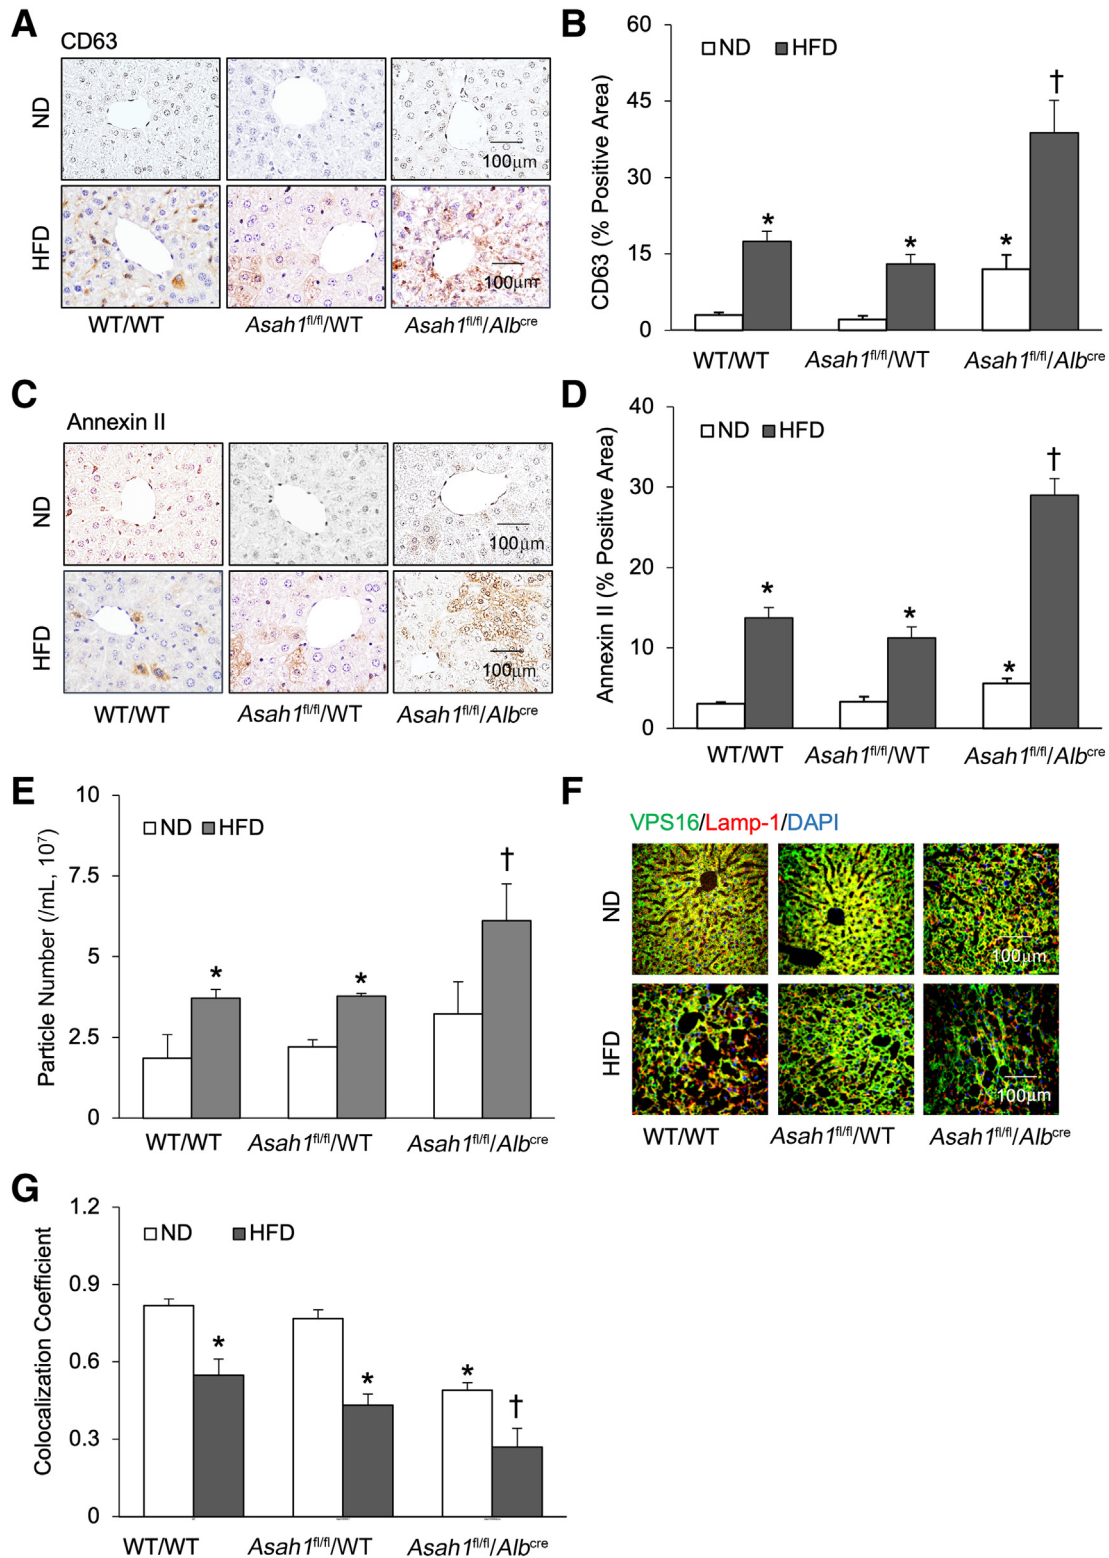 A
CD63
ND
100μm
HFD
100μm
WT/WT
Asah1fl/fl/WT
Asah1fl/fl/Albcre
B
CD63 (% Positive Area)
60
45
30
15
0
ND
HFD
*
*
*
†
WT/WT
Asah1fl/fl/WT
Asah1fl/fl/Albcre
C
Annexin II
ND
100μm
HFD
100μm
WT/WT
Asah1fl/fl/WT
Asah1fl/fl/Albcre
D
Annexin II (% Positive Area)
40
30
20
10
0
ND
HFD
*
*
*
†
WT/WT
Asah1fl/fl/WT
Asah1fl/fl/Albcre
E
Particle Number (/mL, 10⁷)
10
7.5
5
2.5
0
ND
HFD
*
*
†
WT/WT
Asah1fl/fl/WT
Asah1fl/fl/Albcre
F
VPS16/Lamp-1/DAPI
ND
100μm
HFD
100μm
WT/WT
Asah1fl/fl/WT
Asah1fl/fl/Albcre
G
Colocalization Coefficient
1.2
0.9
0.6
0.3
0
ND
HFD
*
*
*
†
WT/WT
Asah1fl/fl/WT
Asah1fl/fl/Albcre